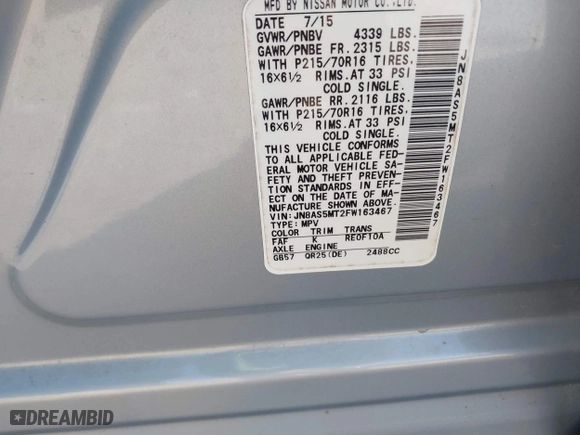 MFD BY NISSAN MOTOR CO.,LTD.
DATE 7/15
GVWR/PNBV 4339 LBS.
GAWR/PNBE FR. 2315 LBS.
WITH P215/70R16 TIRES.
16X6½ RIMS. AT 33 PSI
COLD SINGLE.
GAWR/PNBE RR. 2116 LBS.
WITH P215/70R16 TIRES.
16X6½ RIMS. AT 33 PSI
COLD SINGLE.
THIS VEHICLE CONFORMS
TO ALL APPLICABLE FED-
ERAL MOTOR VEHICLE SA-
FETY AND THEFT PREVEN-
TION STANDARDS IN EFF-
ECT ON THE DATE OF MA-
NUFACTURE SHOWN ABOVE.
VIN: JN8AS5MT2FW163467
TYPE: MPV
COLOR TRIM TRANS
FAF K RE0F10A
AXLE ENGINE
GB57 QR25(DE) 2488CC
JN8AS5MT2FW163467
DREAMBID